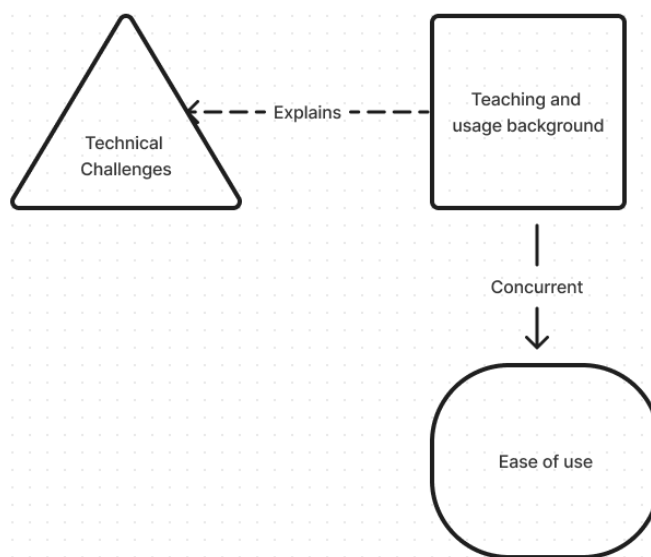 Technical
Challenges
Explains
Teaching and
usage background
Concurrent
Ease of use